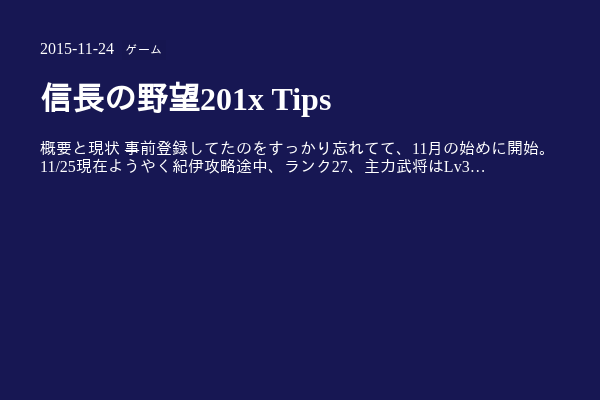 2015-11-24 ゲーム
信長の野望201x Tips
概要と現状 事前登録してたのをすっかり忘れてて、11月の始めに開始。
11/25現在ようやく紀伊攻略途中、ランク27、主力武将はLv3…